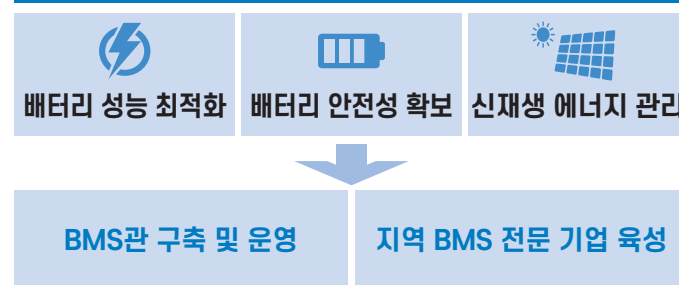 배터리 성능 최적화
배터리 안전성 확보
신재생 에너지 관리
BMS관 구축 및 운영
지역 BMS 전문 기업 육성